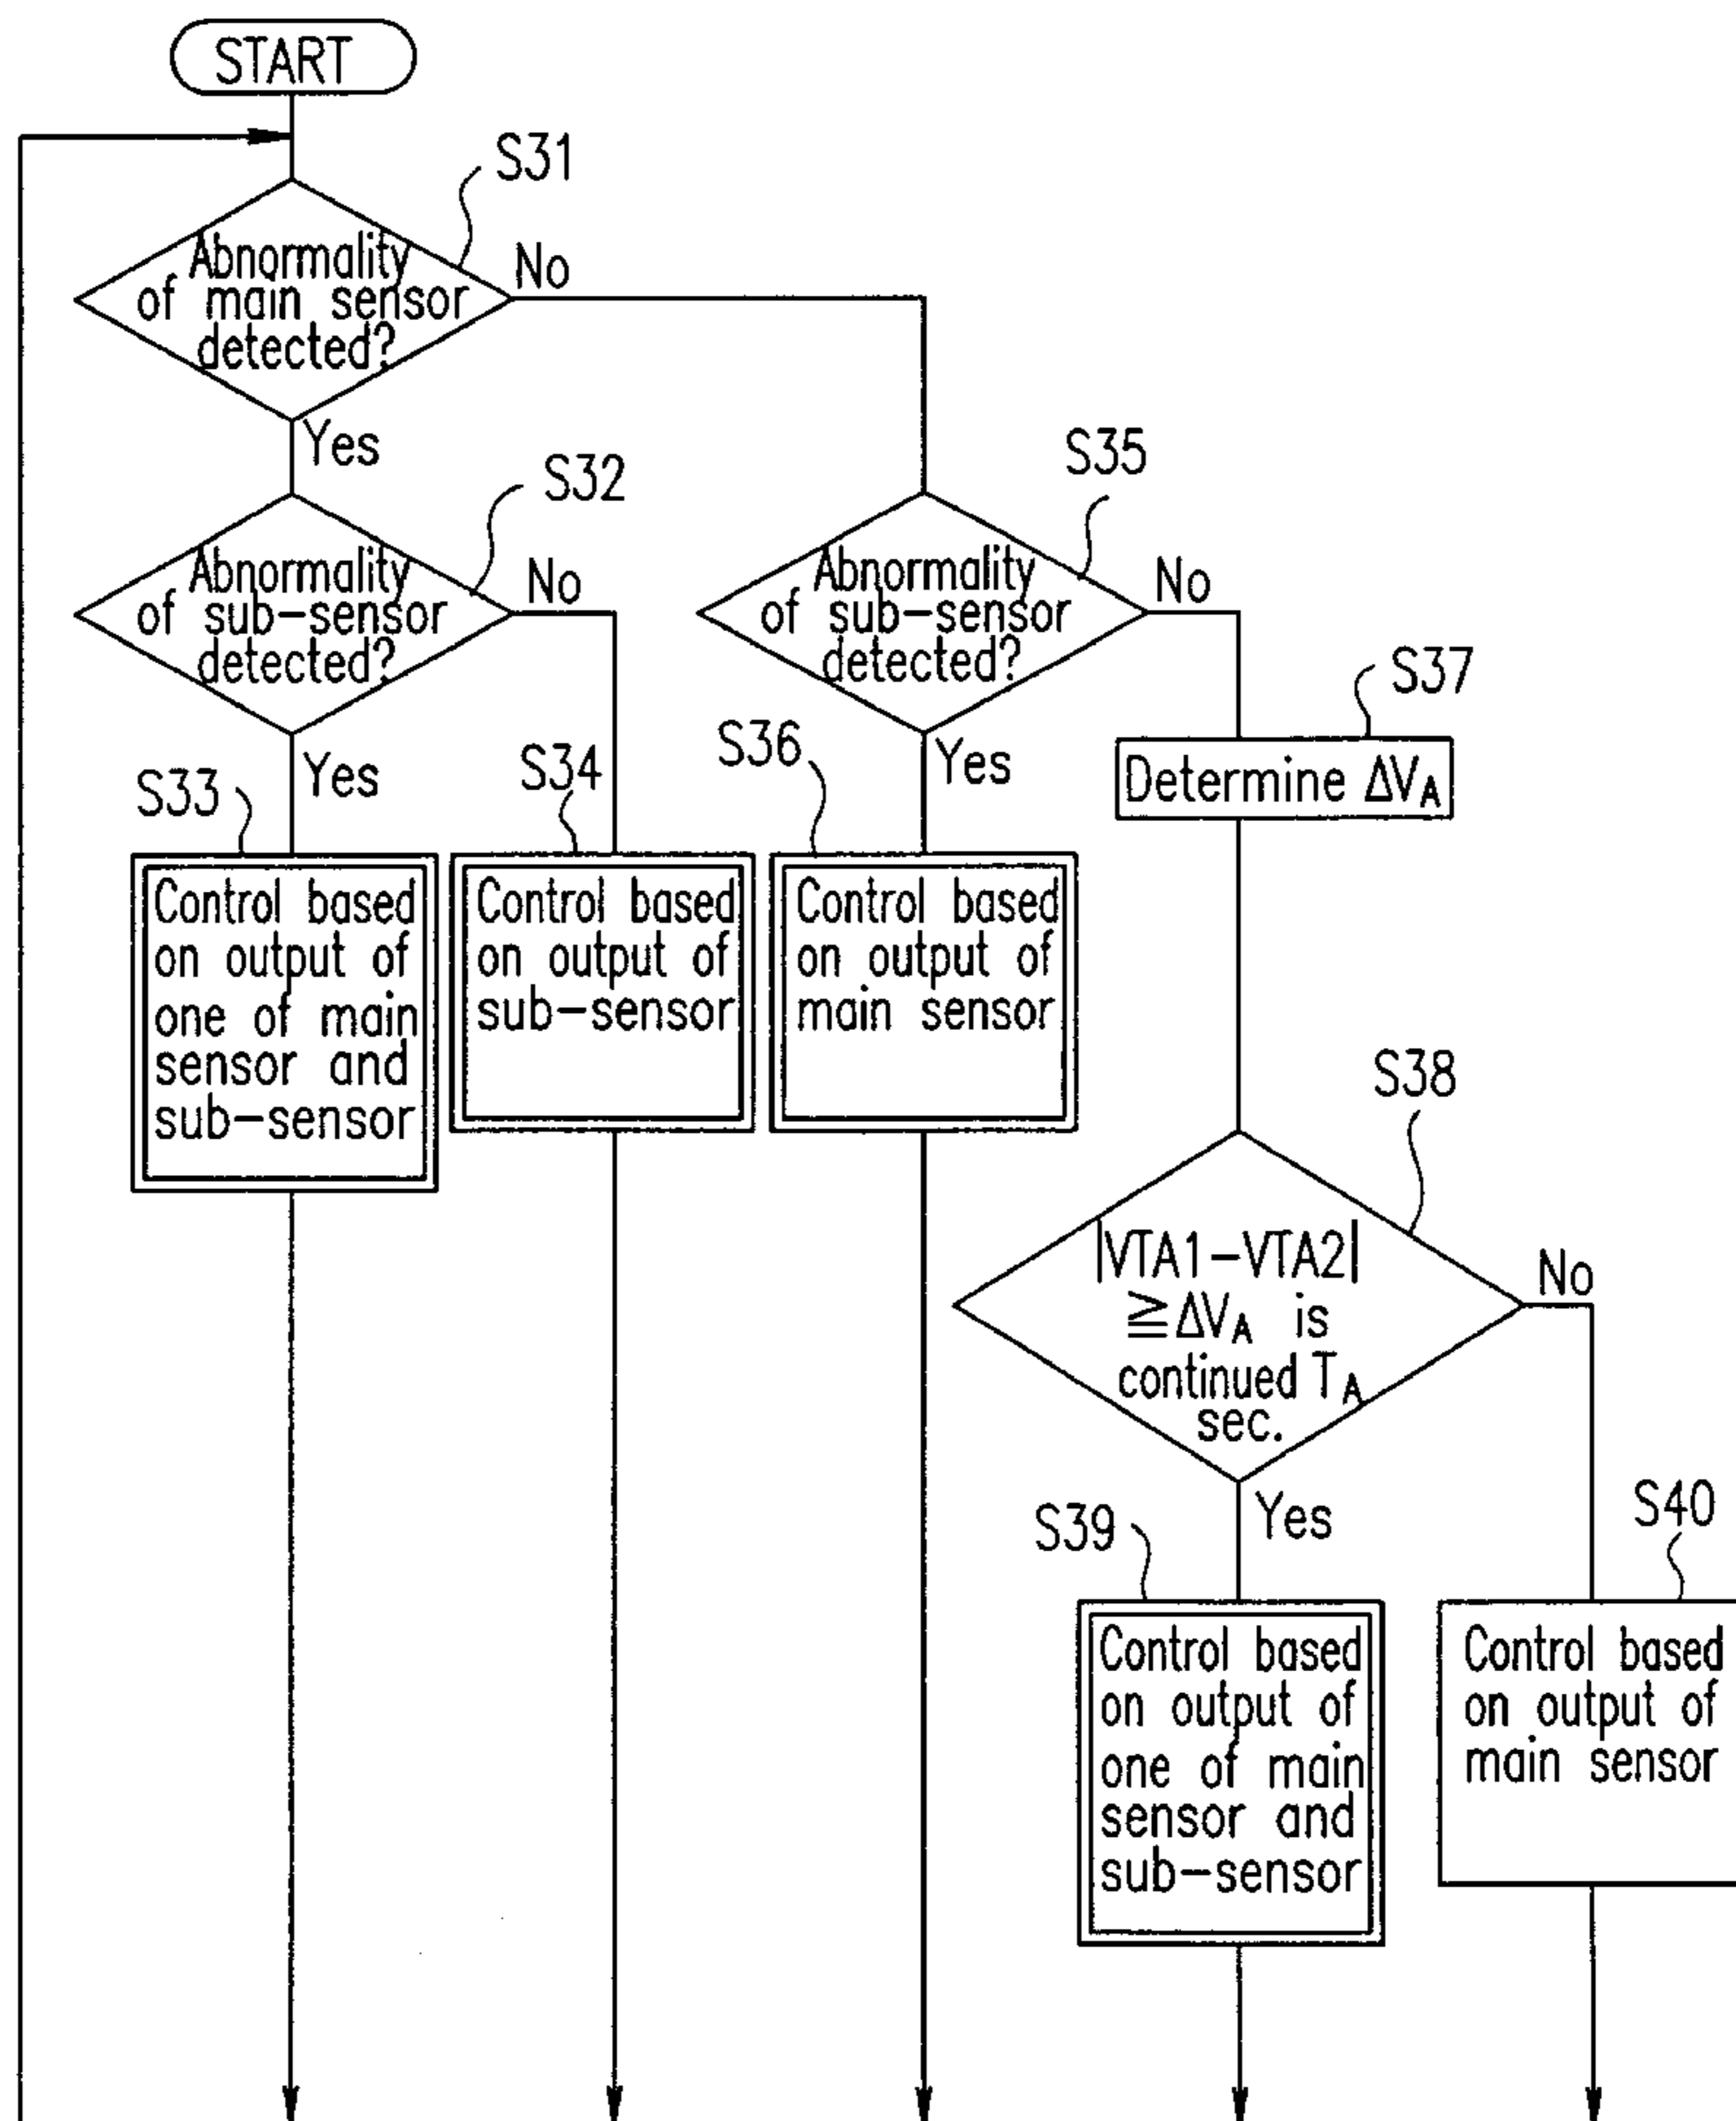 START
S31
Abnormality
of main sensor
detected?
No
Yes
S32
Abnormality
of sub-sensor
detected?
No
Yes
S35
Abnormality
of sub-sensor
detected?
No
Yes
S37
Determine ΔVA
S33
Control based
on output of
one of main
sensor and
sub-sensor
S34
Control based
on output of
sub-sensor
S36
Control based
on output of
main sensor
S38
|VTA1-VTA2|
≧ΔVA is
continued TA
sec.
No
Yes
S39
Control based
on output of
one of main
sensor and
sub-sensor
S40
Control based
on output of
main sensor